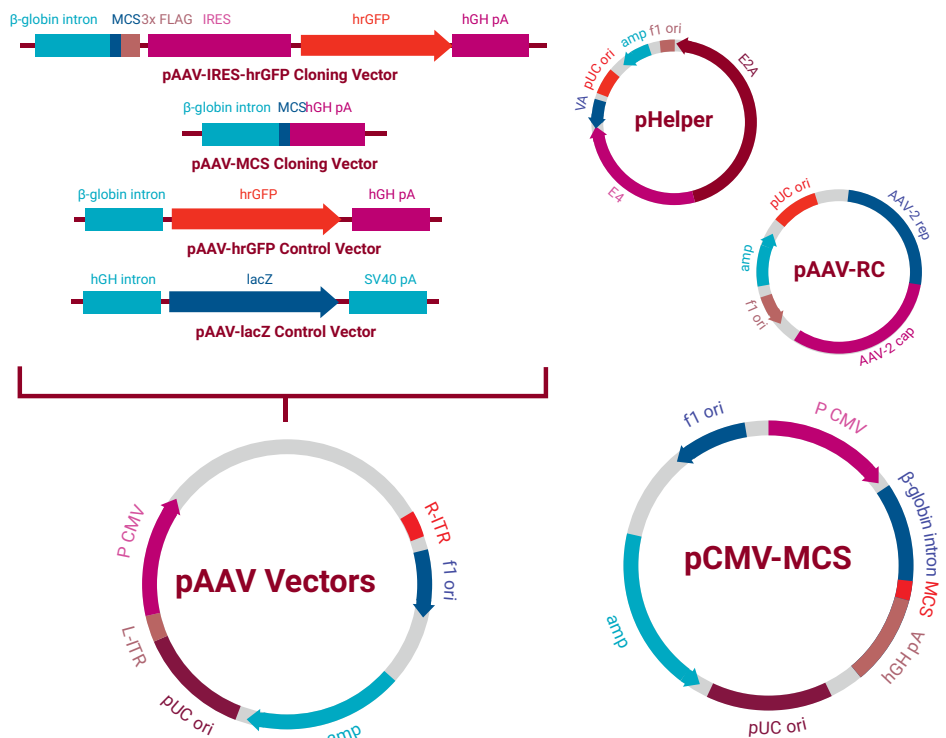 β-globin intron MCS 3x FLAG IRES hrGFP hGH pA
pAAV-IRES-hrGFP Cloning Vector
β-globin intron MCS hGH pA
pAAV-MCS Cloning Vector
β-globin intron hrGFP hGH pA
pAAV-hrGFP Control Vector
hGH intron lacZ SV40 pA
pAAV-lacZ Control Vector
pHelper
f1 ori
E2A
E4
VA
pUC ori
amp
pAAV-RC
pUC ori
AAV-2 rep
AAV-2 cap
f1 ori
amp
pAAV Vectors
P CMV
R-ITR
f1 ori
amp
pUC ori
L-ITR
pCMV-MCS
f1 ori
P CMV
β-globin intron
MCS
hGH pA
pUC ori
amp